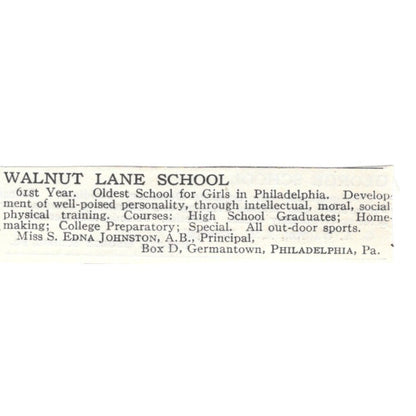 WALNUT LANE SCHOOL
61st Year. Oldest School for Girls in Philadelphia. Develop-
ment of well-poised personality, through intellectual, moral, social
physical training. Courses: High School Graduates; Home-
making; College Preparatory; Special. All out-door sports.
Miss S. EDNA JOHNSTON, A.B., Principal,
Box D, Germantown, PHILADELPHIA, Pa.